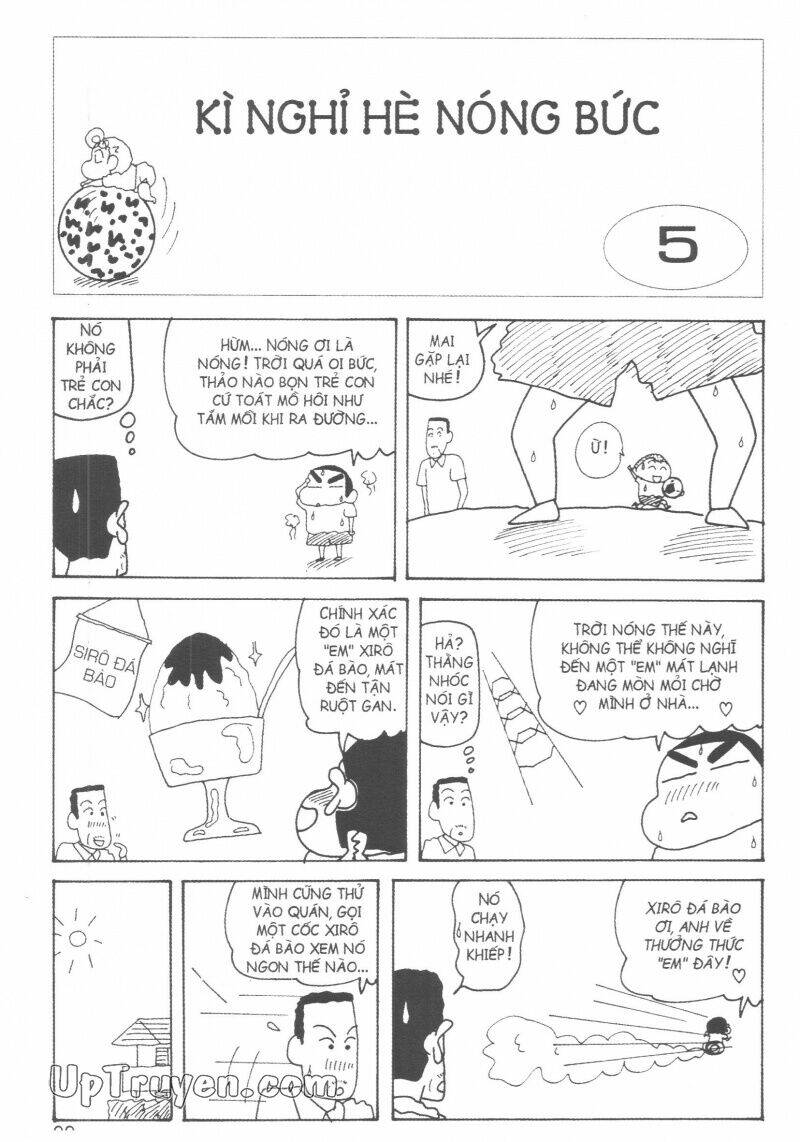 KÌ NGHỈ HÈ NÓNG BỨC
5
MAI
GẶP LẠI
NHÉ!
Ừ!
HỪM... NÓNG ƠI LÀ
NÓNG! TRỜI QUÁ OI BỨC,
THẢO NÀO BỌN TRẺ CON
CỨ TOÁT MỒ HÔI NHƯ
TẮM MỖI KHI RA ĐƯỜNG...
NÓ
KHÔNG
PHẢI
TRẺ CON
CHẮC?
TRỜI NÓNG THẾ NÀY,
KHÔNG THỂ KHÔNG NGHĨ
ĐẾN MỘT "EM" MÁT LẠNH
ĐANG MÒN MỎI CHỜ
♡ MÌNH Ở NHÀ... ♡
HẢ?
THẰNG
NHÓC
NÓI GÌ
VẬY?
CHÍNH XÁC
ĐÓ LÀ MỘT
"EM" XIRÔ
ĐÁ BÀO, MÁT
ĐẾN TẬN
RUỘT GAN.
SIRÔ ĐÁ
BÀO
XIRÔ ĐÁ BÀO
ƠI, ANH VỀ
THƯỞNG THỨC
"EM" ĐÂY! ♡
NÓ
CHẠY
NHANH
KHIẾP!
MÌNH CŨNG THỬ
VÀO QUÁN, GỌI
MỘT CỐC XIRÔ
ĐÁ BÀO XEM NÓ
NGON THẾ NÀO...
UpTruyen.com